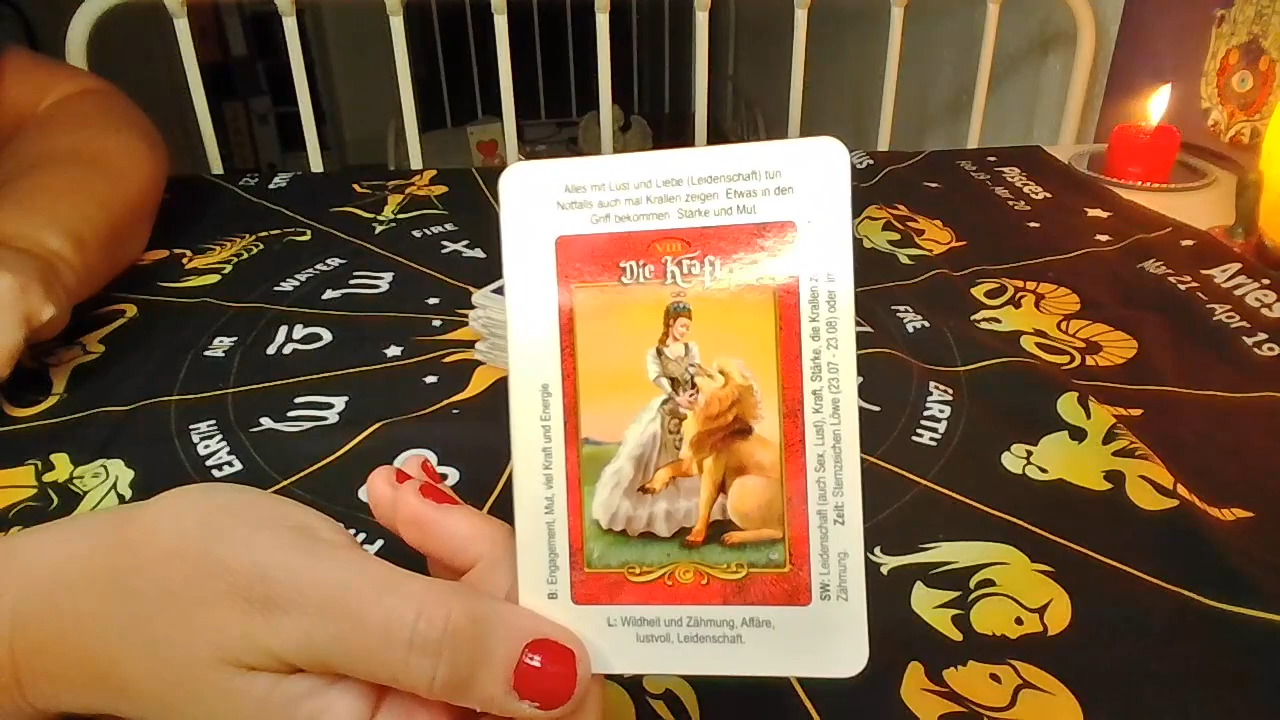 Alles mit Lust und Liebe (Leidenschaft) tun
Notfalls auch mal Krallen zeigen. Etwas in den
Griff bekommen. Stärke und Mut
VIII
Die Kraft
B: Engagement, Mut, viel Kraft und Energie
SW: Leidenschaft (auch Sex, Lust), Kraft, Stärke, die Krallen
Zähmung. Zeit: Sternzeichen Löwe (23.07 - 23.08) oder im
L: Wildheit und Zähmung, Affäre,
lustvoll, Leidenschaft.
FIRE
WATER
AIR
EARTH
Pisces
Aries
Mar 21 - Apr 19
FIRE
EARTH